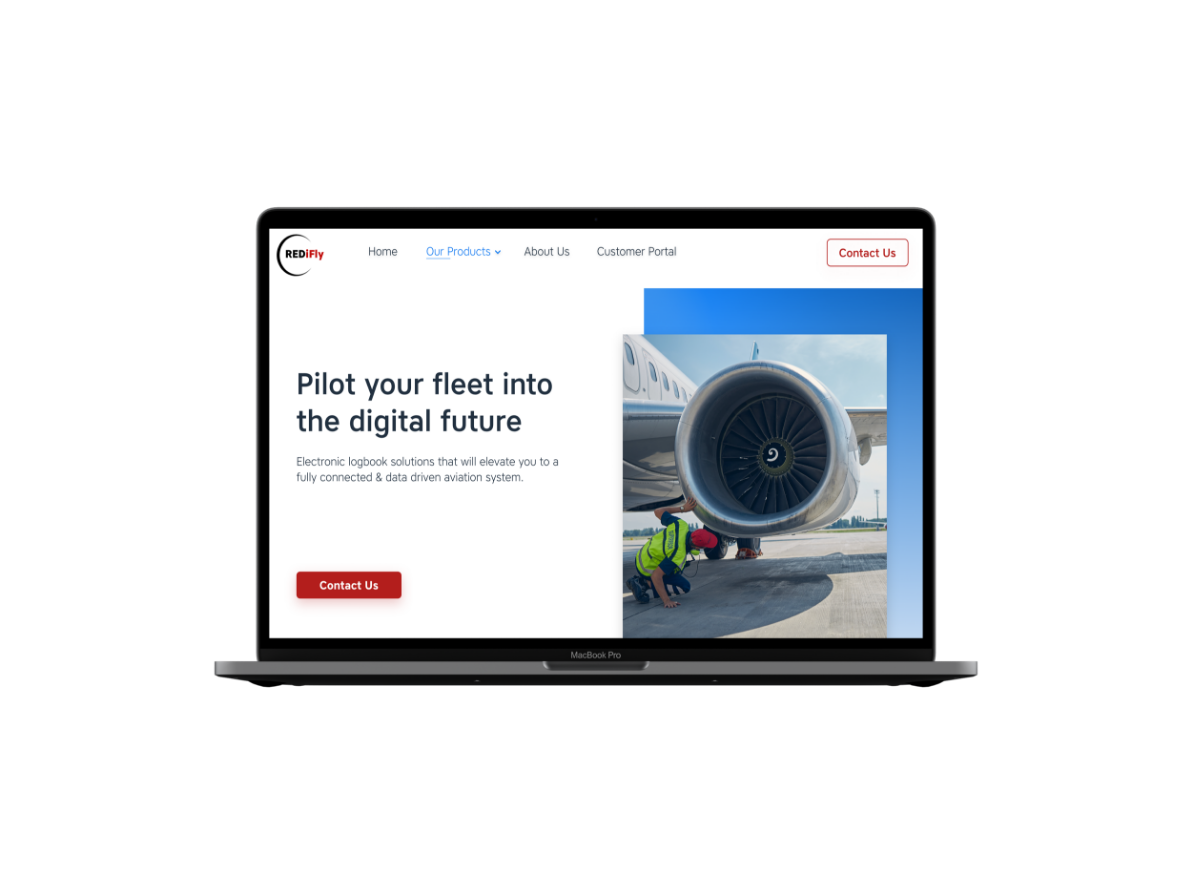 REDiFly
Home
Our Products
About Us
Customer Portal
Contact Us
Pilot your fleet into
the digital future
Electronic logbook solutions that will elevate you to a
fully connected & data driven aviation system.
Contact Us
MacBook Pro